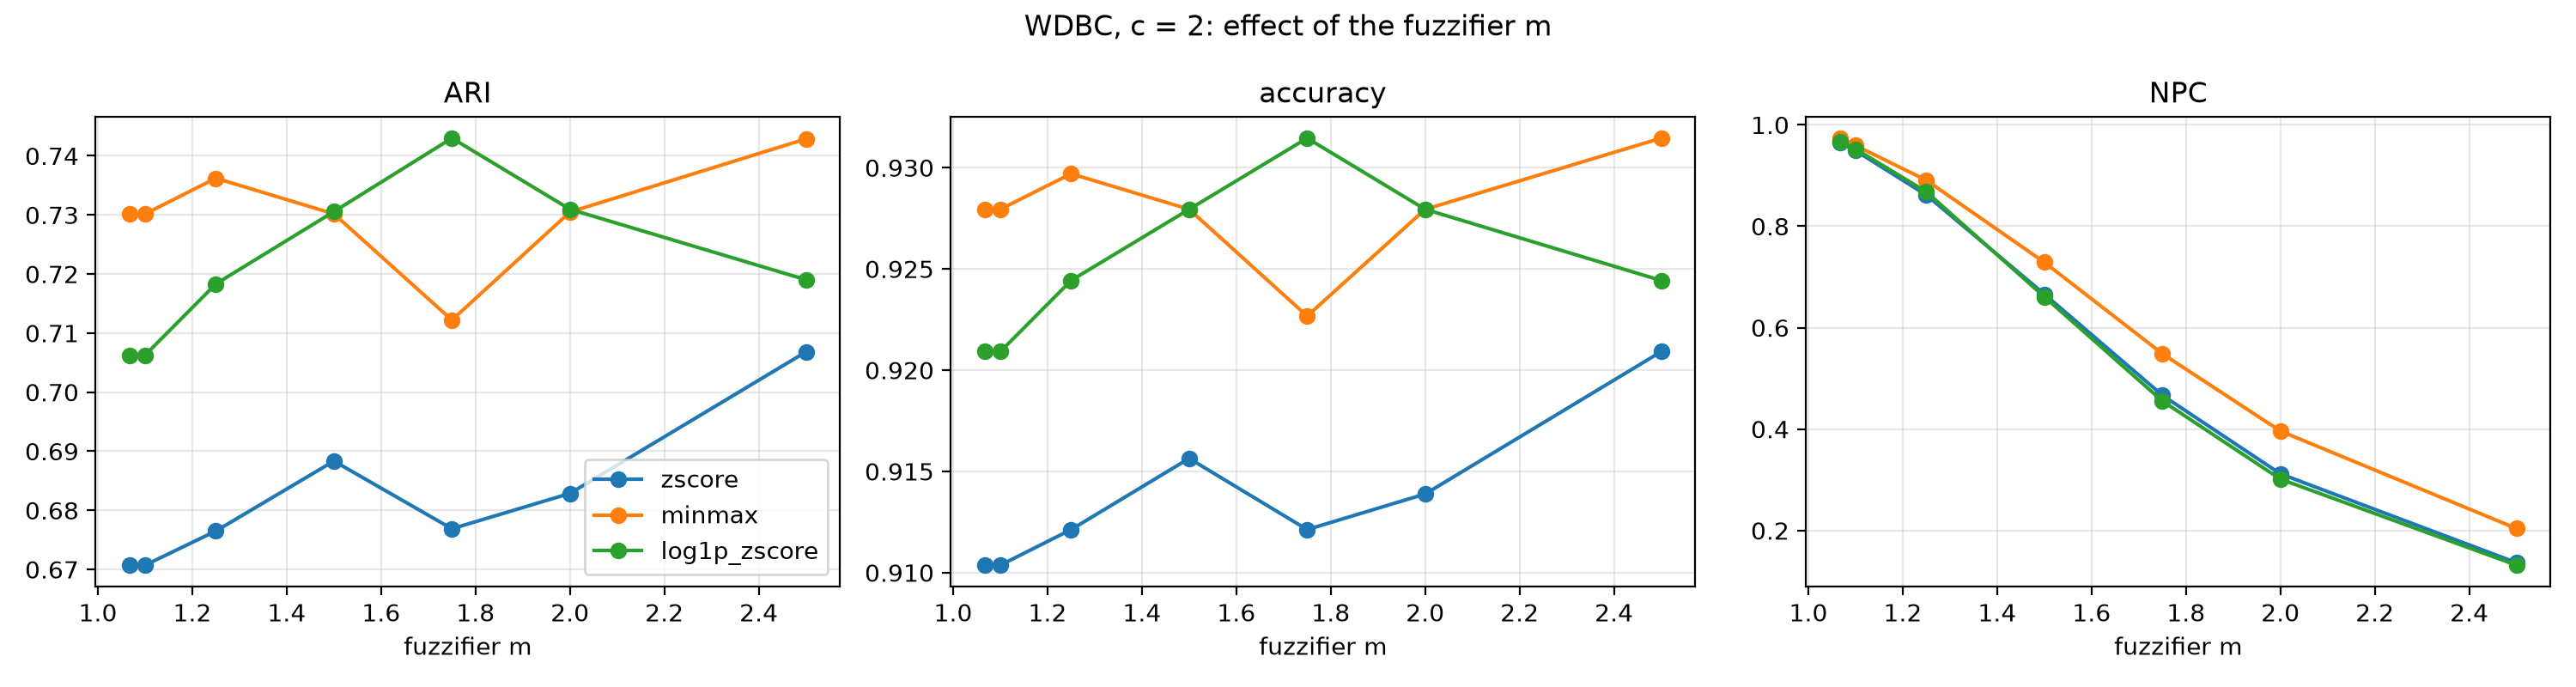 WDBC, c = 2: effect of the fuzzifier m
ARI
0.74
0.73
0.72
0.71
0.70
0.69
0.68
0.67
1.0 1.2 1.4 1.6 1.8 2.0 2.2 2.4
fuzzifier m
zscore
minmax
log1p_zscore
accuracy
0.930
0.925
0.920
0.915
0.910
1.0 1.2 1.4 1.6 1.8 2.0 2.2 2.4
fuzzifier m
NPC
1.0
0.8
0.6
0.4
0.2
1.0 1.2 1.4 1.6 1.8 2.0 2.2 2.4
fuzzifier m